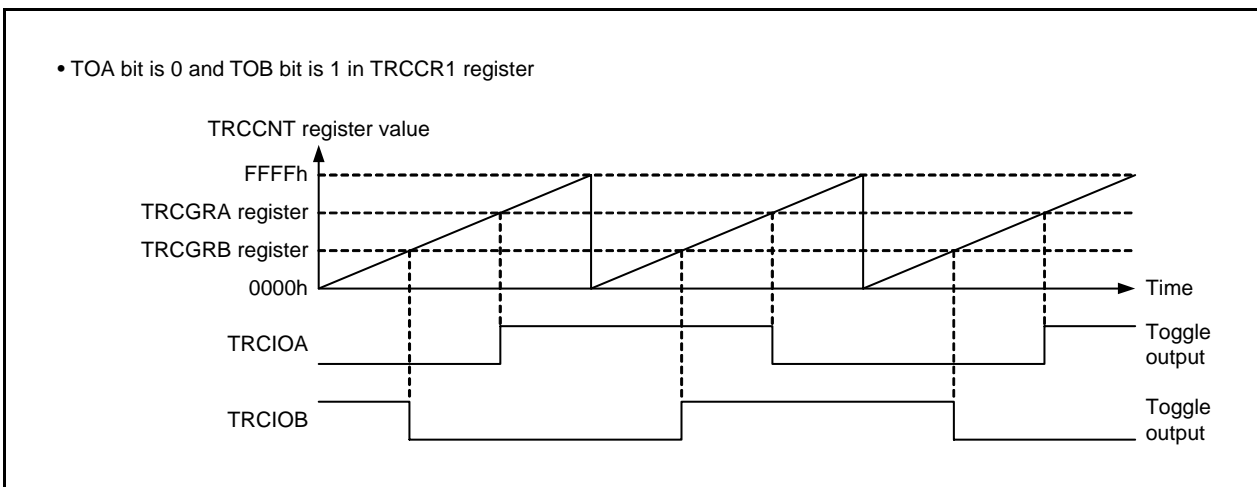 • TOA bit is 0 and TOB bit is 1 in TRCCR1 register
TRCCNT register value
FFFFh
TRCGRA register
TRCGRB register
0000h
Time
TRCIOA
Toggle
output
TRCIOB
Toggle
output